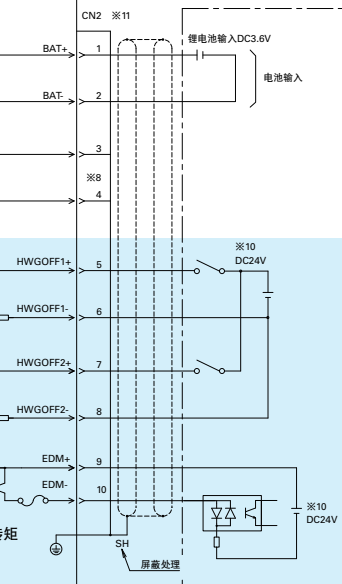 CN2 ※11
锂电池输入DC3.6V
BAT+ 1
电池输入
BAT- 2
3
※8
4
※10
DC24V
HWGOFF1+ 5
HWGOFF1- 6
HWGOFF2+ 7
HWGOFF2- 8
EDM+ 9
EDM- 10
※10
DC24V
转矩
SH
屏蔽处理